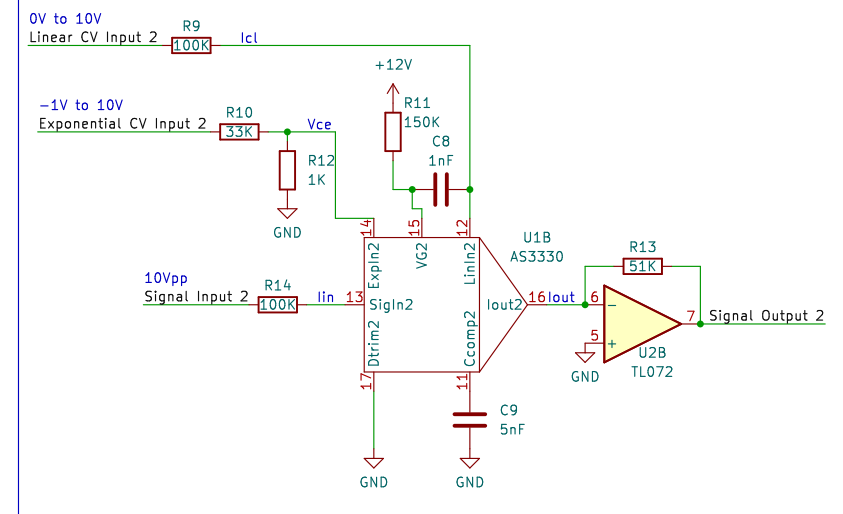 0V to 10V
Linear CV Input 2
R9
100K
Icl
+12V
−1V to 10V
Exponential CV Input 2
R10
33K
Vce
R11
150K
C8
1nF
R12
1K
GND
14
15
12
ExpIn2
VG2
LinIn2
U1B
AS3330
10Vpp
Signal Input 2
R14
100K
Iin
13
SigIn2
Iout2
16
Iout
R13
51K
6
−
5
+
7
Signal Output 2
GND
U2B
TL072
Dtrim2
Ccomp2
17
11
C9
5nF
GND
GND